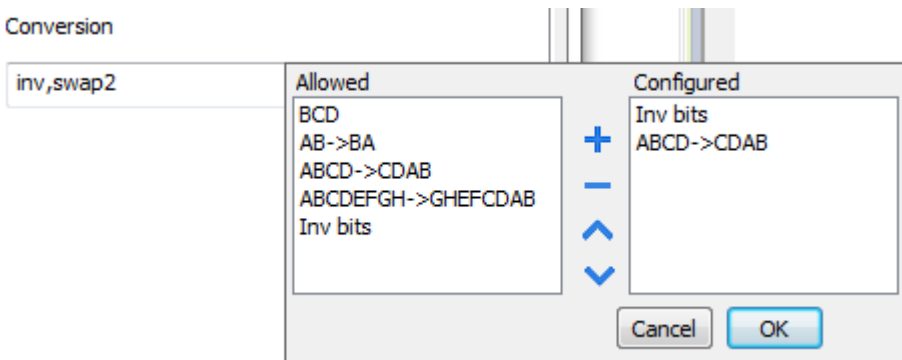 Conversion
inv,swap2
Allowed
BCD
AB->BA
ABCD->CDAB
ABCDEFGH->GHEFCDAB
Inv bits
Configured
Inv bits
ABCD->CDAB
Cancel
OK